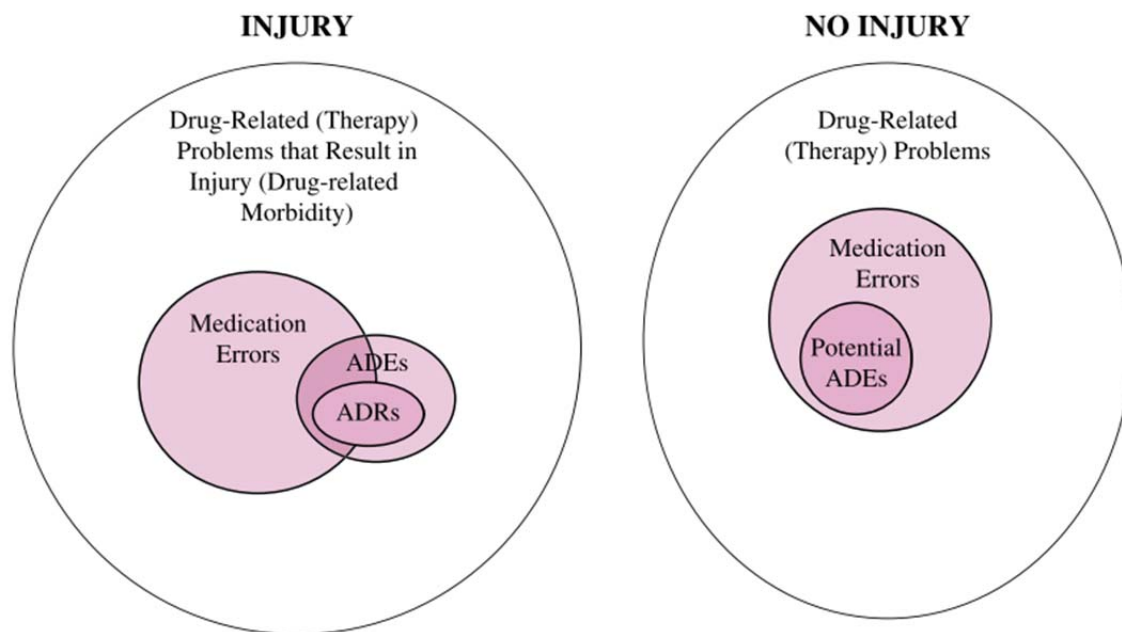 INJURY
Drug-Related (Therapy)
Problems that Result in
Injury (Drug-related
Morbidity)
Medication
Errors
ADEs
ADRs
NO INJURY
Drug-Related
(Therapy) Problems
Medication
Errors
Potential
ADEs